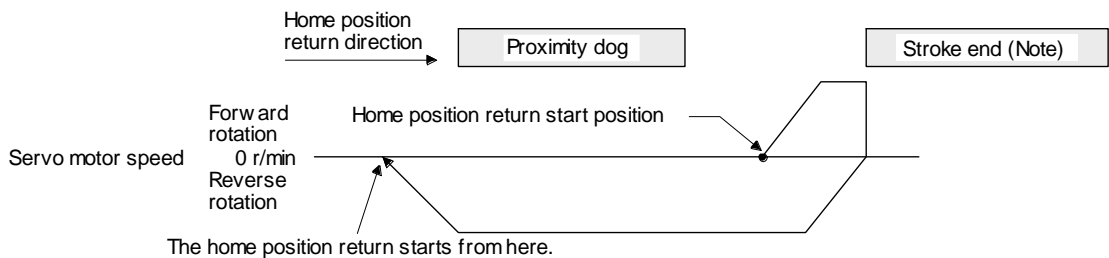 Home position
return direction
Proximity dog
Stroke end (Note)
Forward
rotation
Home position return start position
Servo motor speed
0 r/min
Reverse
rotation
The home position return starts from here.